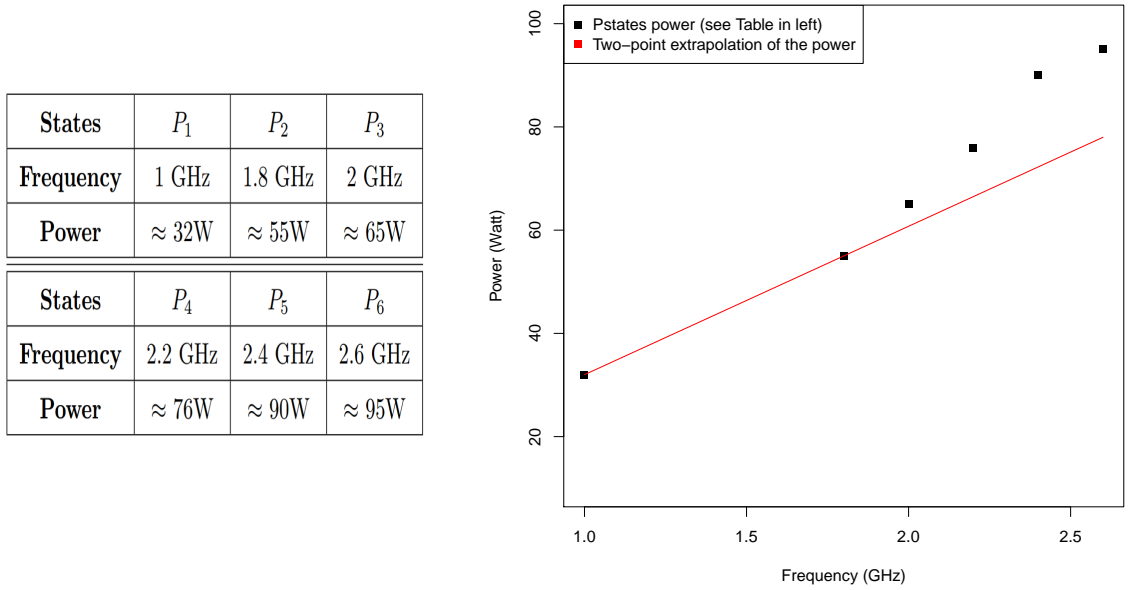 States P₁ P₂ P₃
Frequency 1 GHz 1.8 GHz 2 GHz
Power ≈ 32W ≈ 55W ≈ 65W
States P₄ P₅ P₆
Frequency 2.2 GHz 2.4 GHz 2.6 GHz
Power ≈ 76W ≈ 90W ≈ 95W
Pstates power (see Table in left)
Two−point extrapolation of the power
100
80
60
40
20
Power (Watt)
1.0 1.5 2.0 2.5
Frequency (GHz)